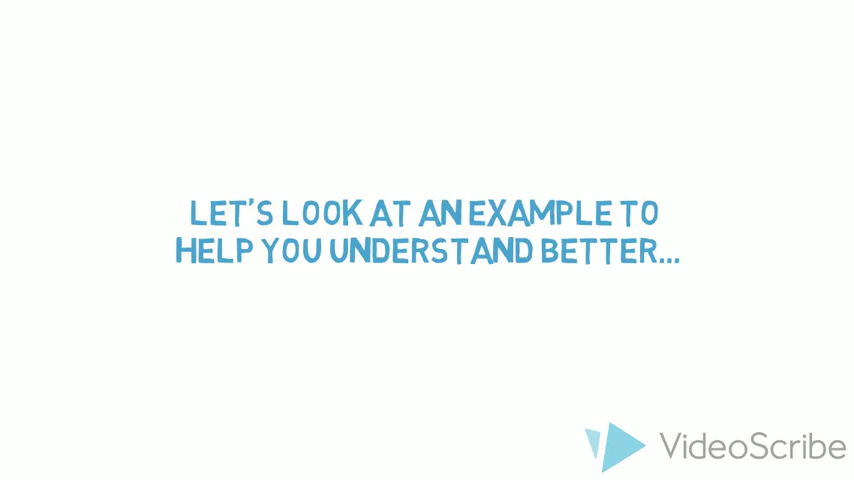 LET'S LOOK AT AN EXAMPLE TO
HELP YOU UNDERSTAND BETTER...
VideoScribe